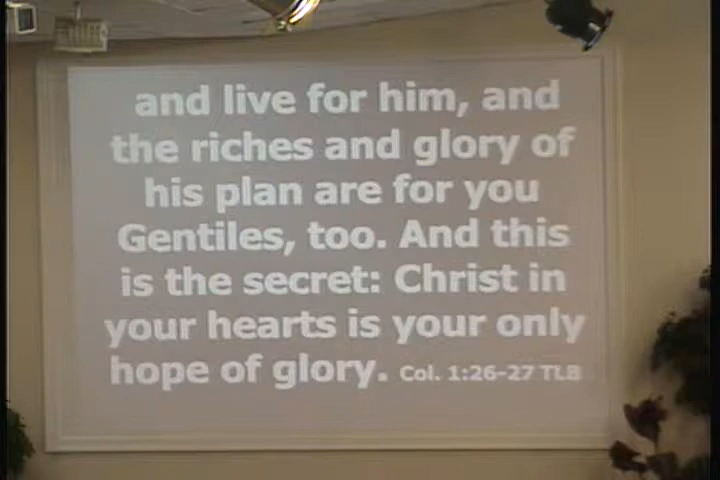 and live for him, and
the riches and glory of
his plan are for you
Gentiles, too. And this
is the secret: Christ in
your hearts is your only
hope of glory. Col. 1:26-27 TLB